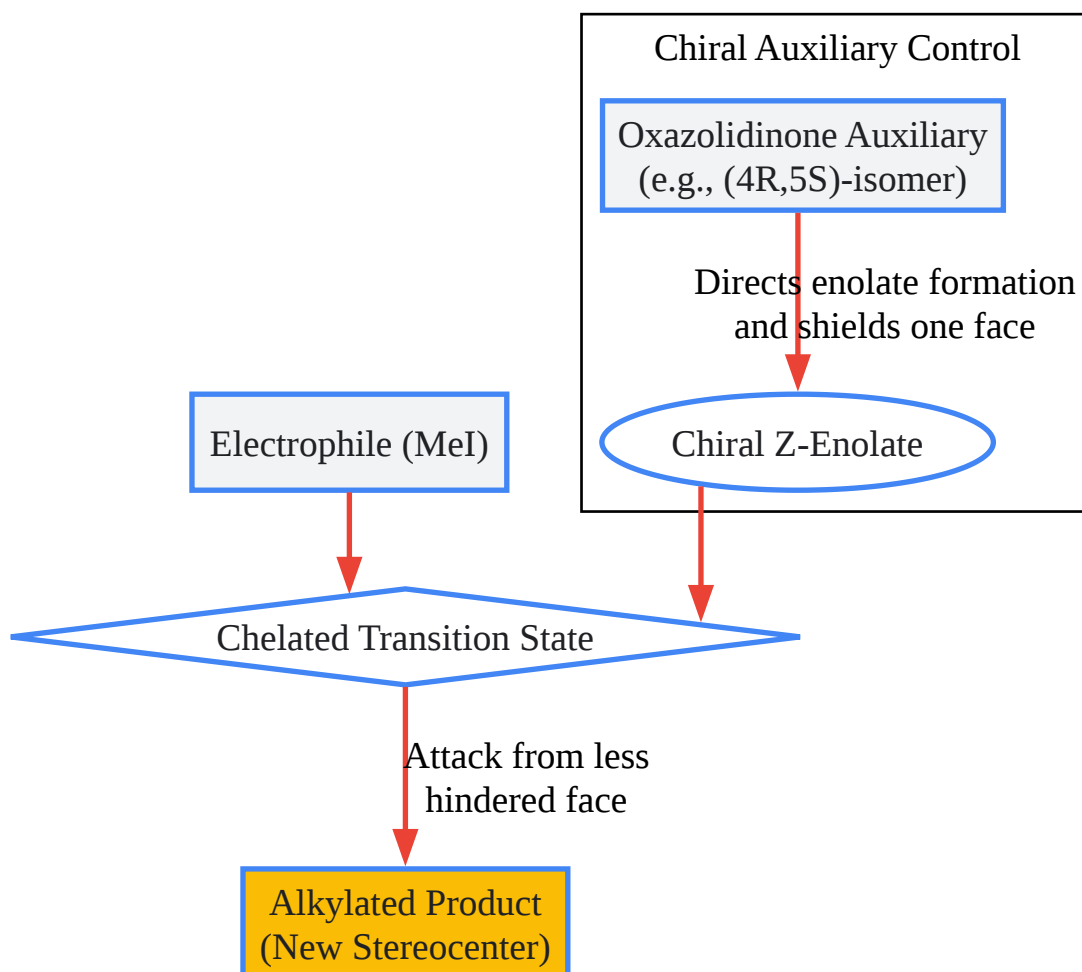 Chiral Auxiliary Control
Oxazolidinone Auxiliary
(e.g., (4R,5S)-isomer)
Directs enolate formation
and shields one face
Electrophile (MeI)
Chiral Z-Enolate
Chelated Transition State
Attack from less
hindered face
Alkylated Product
(New Stereocenter)